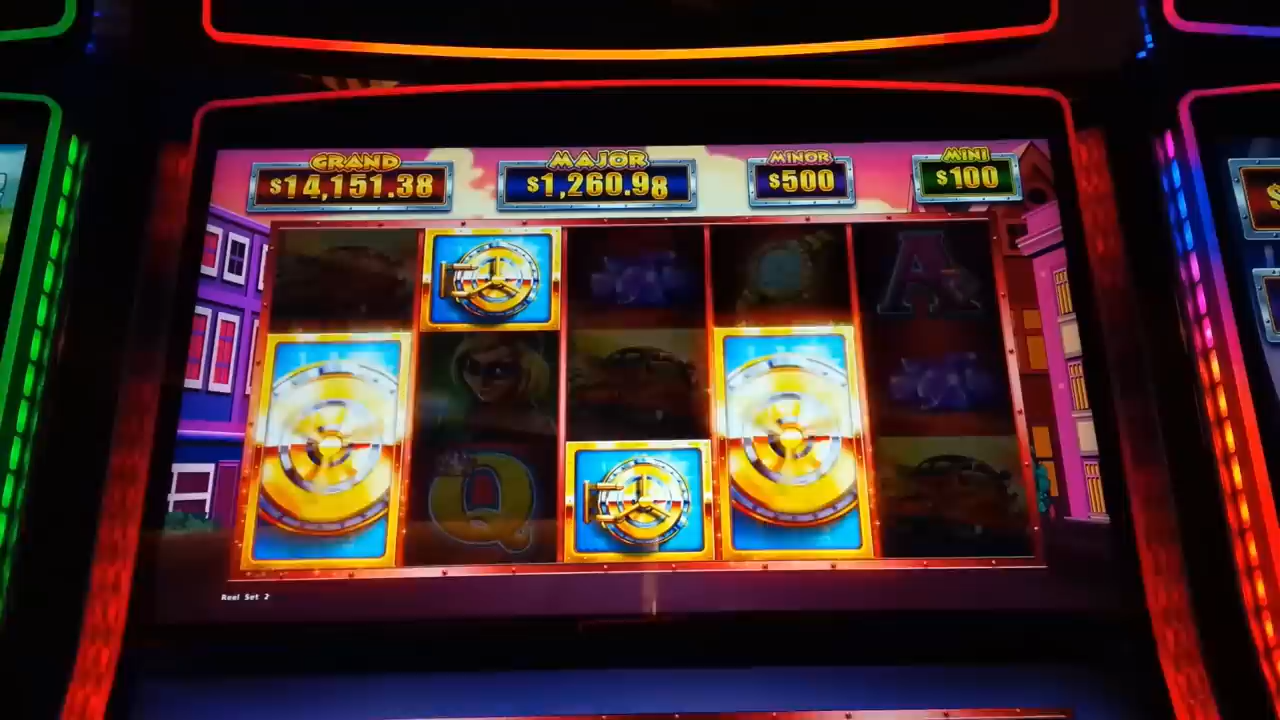 GRAND
MAJOR
MINOR
MINI
$14,151.38
$1,260.98
$500
$100
A
Q
Reel Set 2